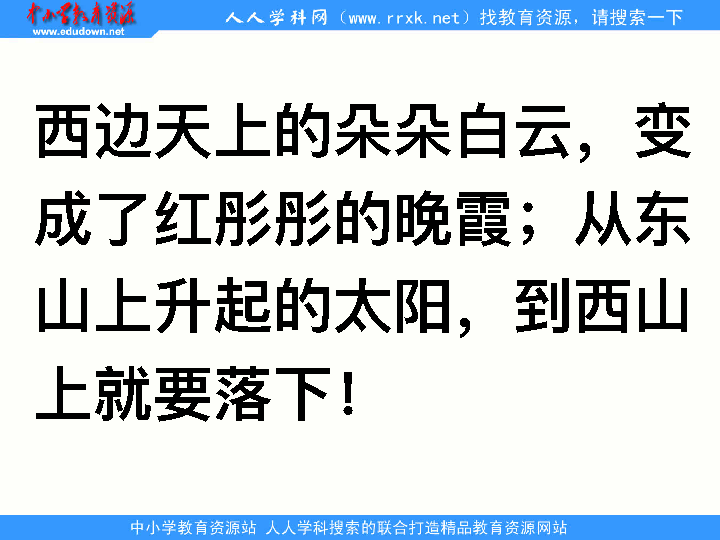 中小学教育资源
www.edudown.net
人人学科网（www.rrxk.net）找教育资源，请搜索一下
西边天上的朵朵白云，变
成了红彤彤的晚霞；从东
山上升起的太阳，到西山
上就要落下！
中小学教育资源站 人人学科搜索的联合打造精品教育资源网站